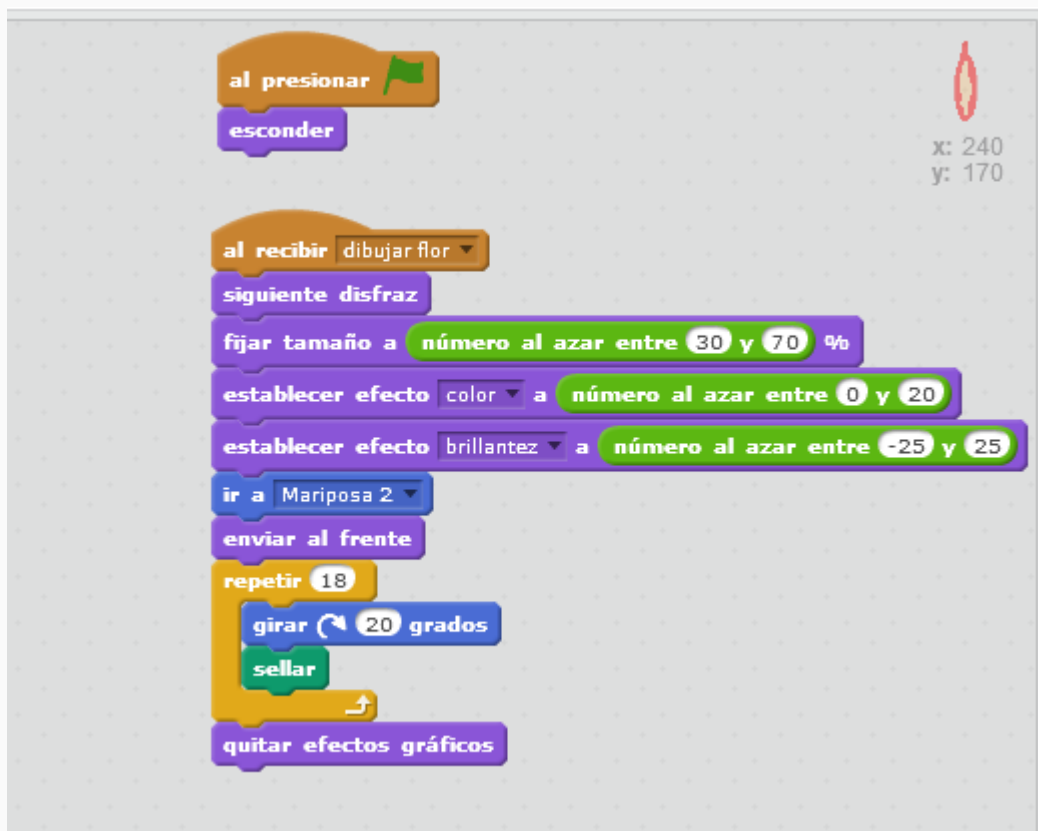 al presionar
esconder
x: 240
y: 170
al recibir dibujar flor
siguiente disfraz
fijar tamaño a número al azar entre 30 y 70 %
establecer efecto color a número al azar entre 0 y 20
establecer efecto brillantez a número al azar entre -25 y 25
ir a Mariposa 2
enviar al frente
repetir 18
girar 20 grados
sellar
quitar efectos gráficos